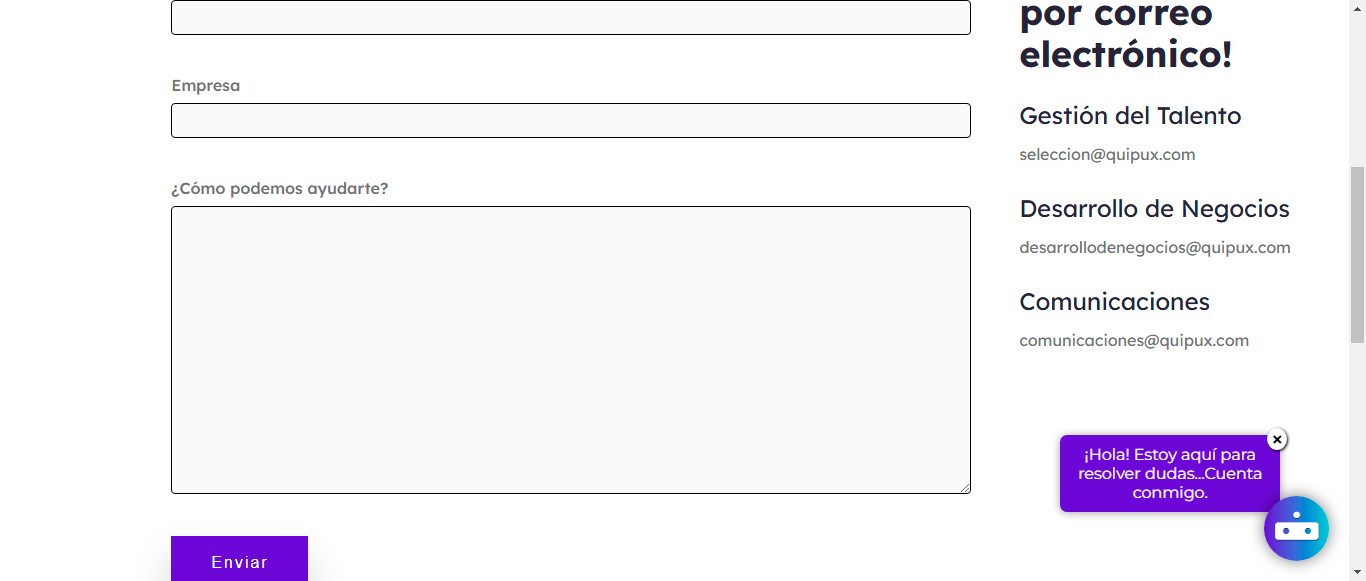 Empresa
¿Cómo podemos ayudarte?
Enviar
por correo
electrónico!
Gestión del Talento
seleccion@quipux.com
Desarrollo de Negocios
desarrollodenegocios@quipux.com
Comunicaciones
comunicaciones@quipux.com
¡Hola! Estoy aquí para
resolver dudas...Cuenta
conmigo.